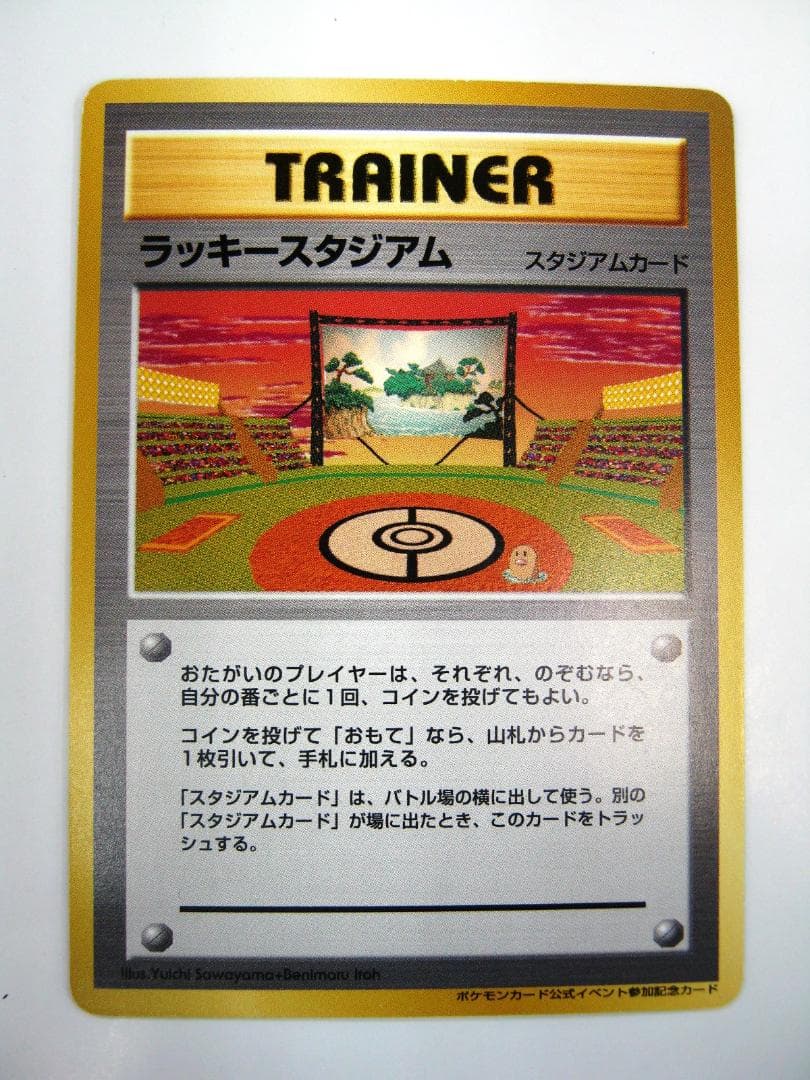 TRAINER
ラッキースタジアム
スタジアムカード
おたがいのプレイヤーは、それぞれ、のぞむなら、
自分の番ごとに1回、コインを投げてもよい。
コインを投げて「おもて」なら、山札からカードを
1枚引いて、手札に加える。
「スタジアムカード」は、バトル場の横に出して使う。別の
「スタジアムカード」が場に出たとき、このカードをトラッ
シュする。
Illus. Yuichi Sawayama+Benimaru Itoh
ポケモンカード公式イベント参加記念カード